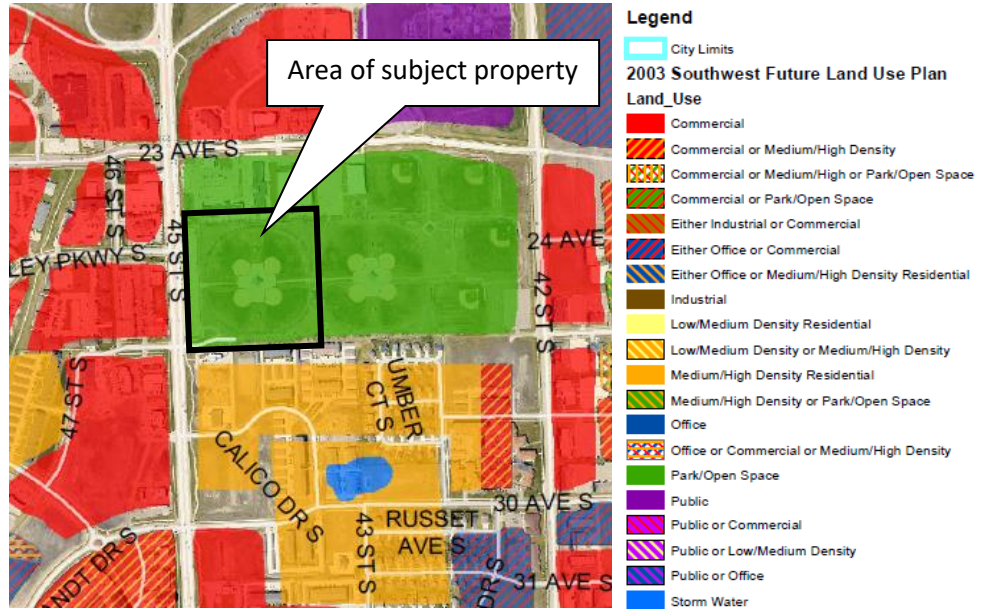 Area of subject property
23 AVE S
46 ST S
45 ST S
LEY PKWY S
24 AVE
42 ST S
47 ST S
UMBER
CT S
CALICO DR S
30 AVE S
43 ST S
RUSSET
AVE S
DR S
31 AVE S
ANDT DR S
Legend
City Limits
2003 Southwest Future Land Use Plan
Land_Use
Commercial
Commercial or Medium/High Density
Commercial or Medium/High or Park/Open Space
Commercial or Park/Open Space
Either Industrial or Commercial
Either Office or Commercial
Either Office or Medium/High Density Residential
Industrial
Low/Medium Density Residential
Low/Medium Density or Medium/High Density
Medium/High Density Residential
Medium/High Density or Park/Open Space
Office
Office or Commercial or Medium/High Density
Park/Open Space
Public
Public or Commercial
Public or Low/Medium Density
Public or Office
Storm Water